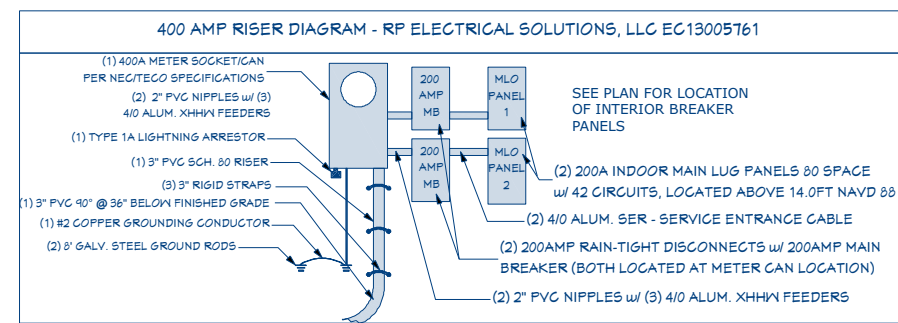 400 AMP RISER DIAGRAM - RP ELECTRICAL SOLUTIONS, LLC EC13005761
(1) 400A METER SOCKET/CAN
PER NEC/TECO SPECIFICATIONS
(2) 2" PVC NIPPLES w/ (3)
4/0 ALUM. XHHW FEEDERS
(1) TYPE 1A LIGHTNING ARRESTOR
(1) 3" PVC SCH. 80 RISER
(3) 3" RIGID STRAPS
(1) 3" PVC 90° @ 36" BELOW FINISHED GRADE
(1) #2 COPPER GROUNDING CONDUCTOR
(2) 8' GALV. STEEL GROUND RODS
200
AMP
MB
MLO
PANEL
1
200
AMP
MB
MLO
PANEL
2
SEE PLAN FOR LOCATION
OF INTERIOR BREAKER
PANELS
(2) 200A INDOOR MAIN LUG PANELS 80 SPACE
w/ 42 CIRCUITS, LOCATED ABOVE 14.0FT NAVD 88
(2) 4/0 ALUM. SER - SERVICE ENTRANCE CABLE
(2) 200AMP RAIN-TIGHT DISCONNECTS w/ 200AMP MAIN
BREAKER (BOTH LOCATED AT METER CAN LOCATION)
(2) 2" PVC NIPPLES w/ (3) 4/0 ALUM. XHHW FEEDERS